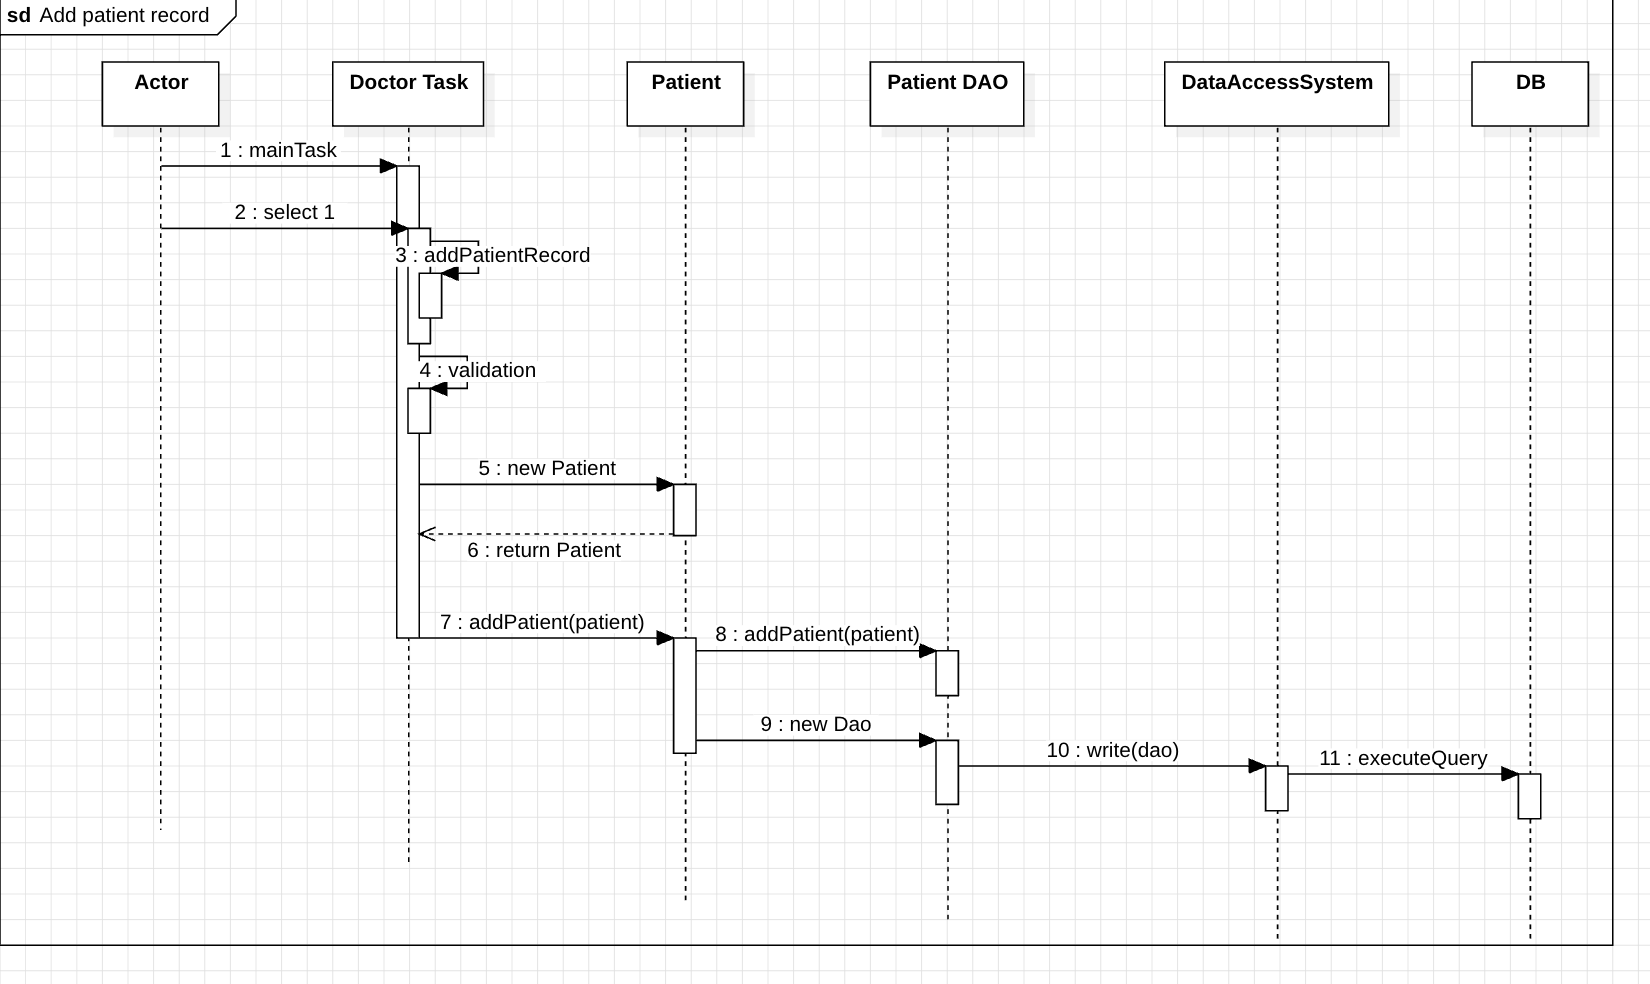 sd Add patient record
Actor
Doctor Task
Patient
Patient DAO
DataAccessSystem
DB
1 : mainTask
2 : select 1
3 : addPatientRecord
4 : validation
5 : new Patient
6 : return Patient
7 : addPatient(patient)
8 : addPatient(patient)
9 : new Dao
10 : write(dao)
11 : executeQuery